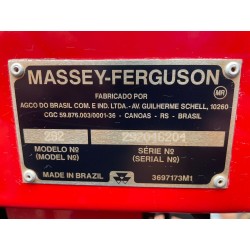 MASSEY-FERGUSON
MR
FABRICADO POR
AGCO DO BRASIL COM. E IND. LTDA.- AV. GUILHERME SCHELL, 10260
CGC 59.876.003/0001-36 - CANOAS - RS - BRASIL
292 292046204
MODELO Nº SÉRIE Nº
(MODEL Nº) (SERIAL Nº)
MADE IN BRAZIL 3697173M1